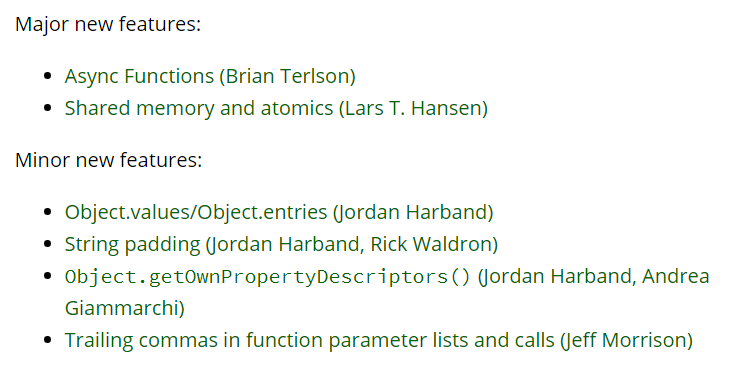 Major new features:
Async Functions (Brian Terlson)
Shared memory and atomics (Lars T. Hansen)
Minor new features:
Object.values/Object.entries (Jordan Harband)
String padding (Jordan Harband, Rick Waldron)
Object.getOwnPropertyDescriptors() (Jordan Harband, Andrea
Giammarchi)
Trailing commas in function parameter lists and calls (Jeff Morrison)